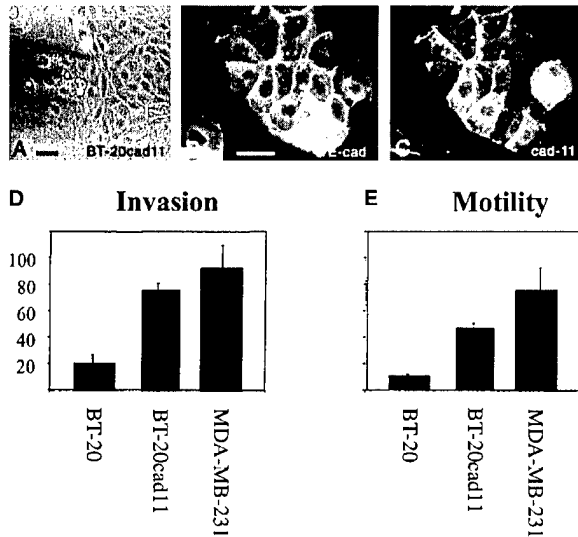 A
BT-20cad11
E-cad
C
cad-11
D
Invasion
E
Motility
100
80
60
40
20
BT-20
BT-20cad11
MDA-MB-231
BT-20
BT-20cad11
MDA-MB-231